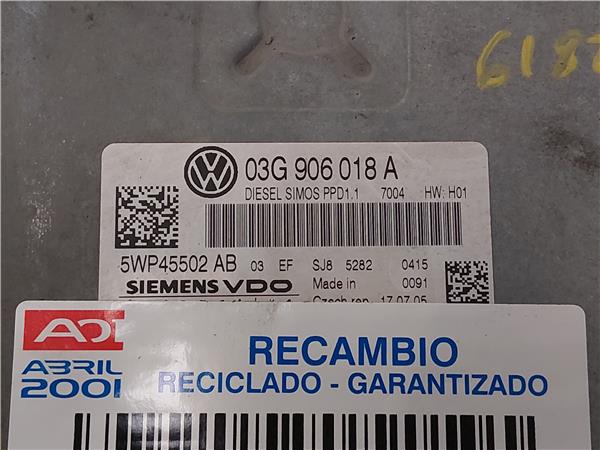 6182
03G 906 018 A
DIESEL SIMOS PPD1.1 7004 HW: H01
5WP45502 AB 03 EF SJ8 5282 0415
SIEMENS VDO Made in 0091
Czech rep. 17.07.05
AD
ABRIL 2001
RECAMBIO
RECICLADO - GARANTIZADO